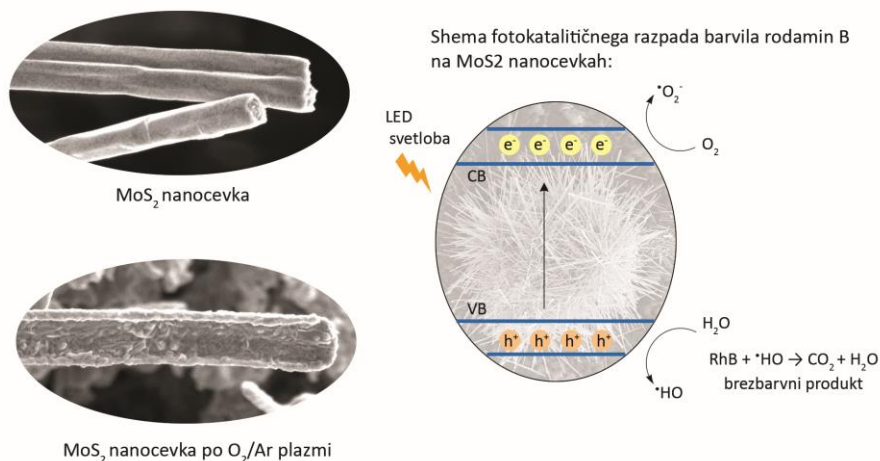 MoS₂ nanocevka
MoS₂ nanocevka po O₂/Ar plazmi
Shema fotokatalitičnega razpada barvila rodamin B
na MoS2 nanocevkah:
LED
svetloba
e⁻ e⁻ e⁻ e⁻
CB
VB
h⁺ h⁺ h⁺ h⁺
•O₂⁻
O₂
H₂O
RhB + •HO → CO₂ + H₂O
brezbarvni produkt
•HO